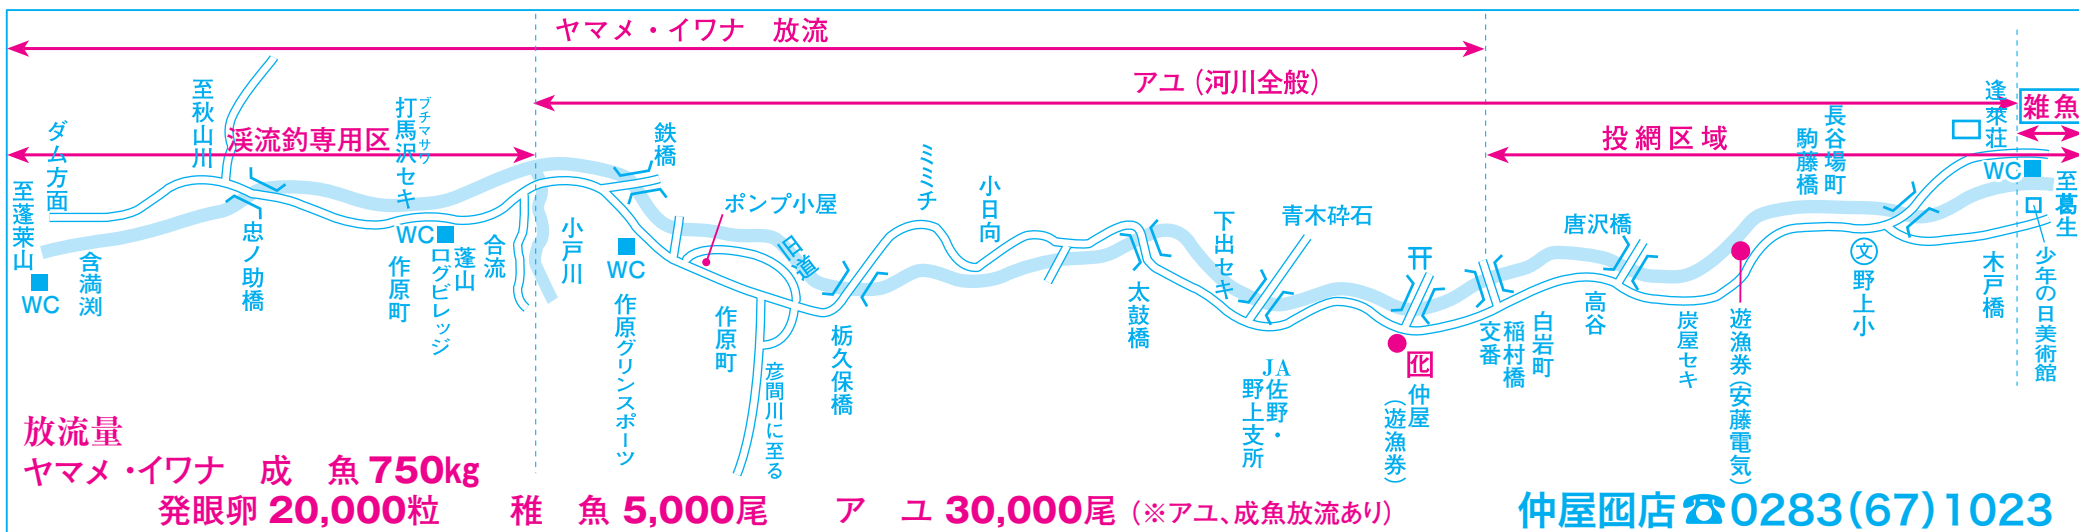 ヤマメ・イワナ　放流
アユ（河川全般）
渓流釣専用区
投網区域
雑魚
ダム方面
至蓬莱山
WC
含満渕
至秋山川
忠ノ助橋
打馬沢セキ
ブチマサワ
作原町
WC
蓬山
ログビレッジ
合流
小戸川
鉄橋
WC
作原グリンスポーツ
ポンプ小屋
作原町
旧道
彦間川に至る
栃久保橋
ミミチ
小日向
太鼓橋
下出セキ
青木砕石
JA佐野・
野上支所
囮
仲屋
（遊漁券）
交番
稲村橋
白岩町
唐沢橋
高谷
炭屋セキ
遊漁券（安藤電気）
駒藤橋
長谷場町
文
野上小
逢萊荘
WC
木戸橋
至葛生
少年の日美術館
放流量
ヤマメ・イワナ　成　魚 750kg
発眼卵 20,000粒　稚　魚 5,000尾　ア　ユ 30,000尾（※アユ、成魚放流あり）
仲屋囮店☎0283(67)1023